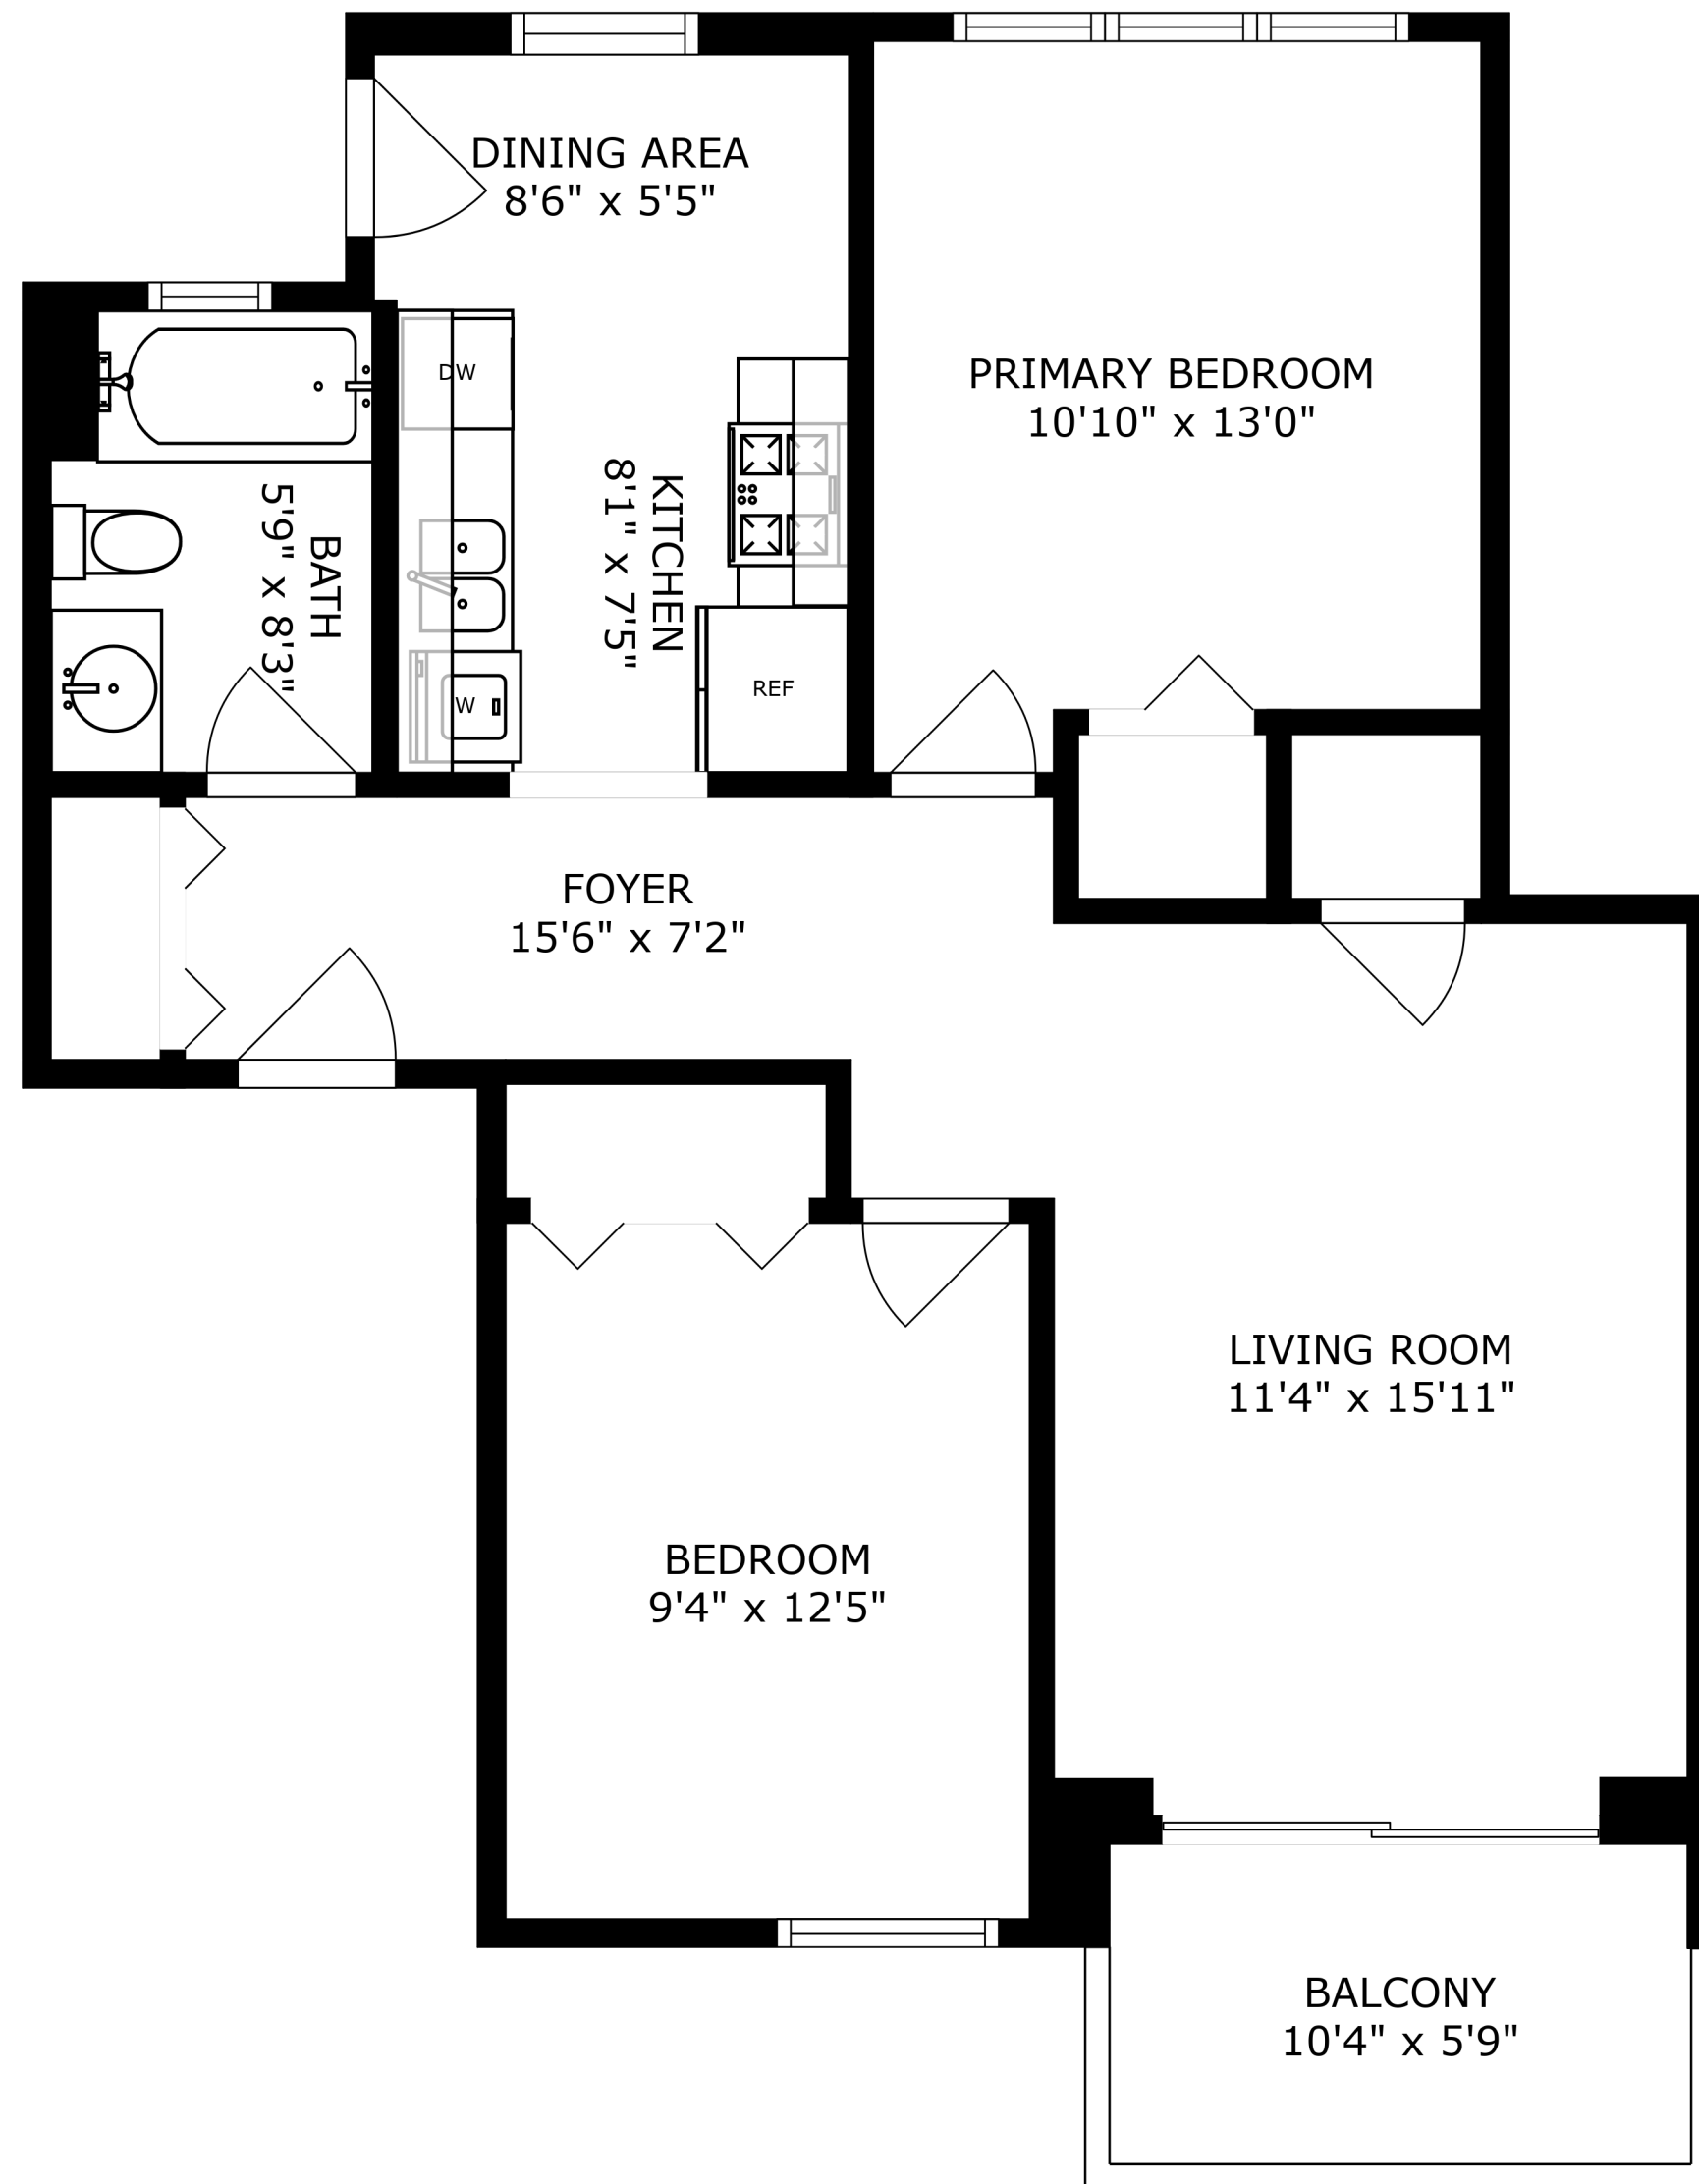 DINING AREA
8'6" x 5'5"
PRIMARY BEDROOM
10'10" x 13'0"
DW
KITCHEN
8'1" x 7'5"
BATH
5'9" x 8'3"
W
REF
FOYER
15'6" x 7'2"
LIVING ROOM
11'4" x 15'11"
BEDROOM
9'4" x 12'5"
BALCONY
10'4" x 5'9"